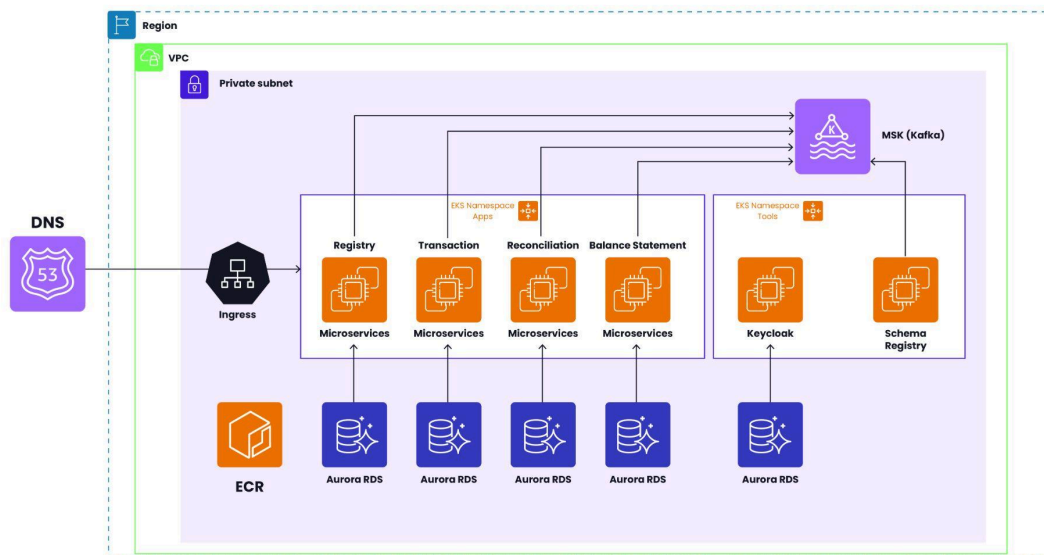 Region
VPC
Private subnet
MSK (Kafka)
DNS
53
K
EKS Namespace
Apps
EKS Namespace
Tools
Registry
Transaction
Reconciliation
Balance Statement
Ingress
Microservices
Microservices
Microservices
Microservices
Keycloak
Schema
Registry
ECR
Aurora RDS
Aurora RDS
Aurora RDS
Aurora RDS
Aurora RDS